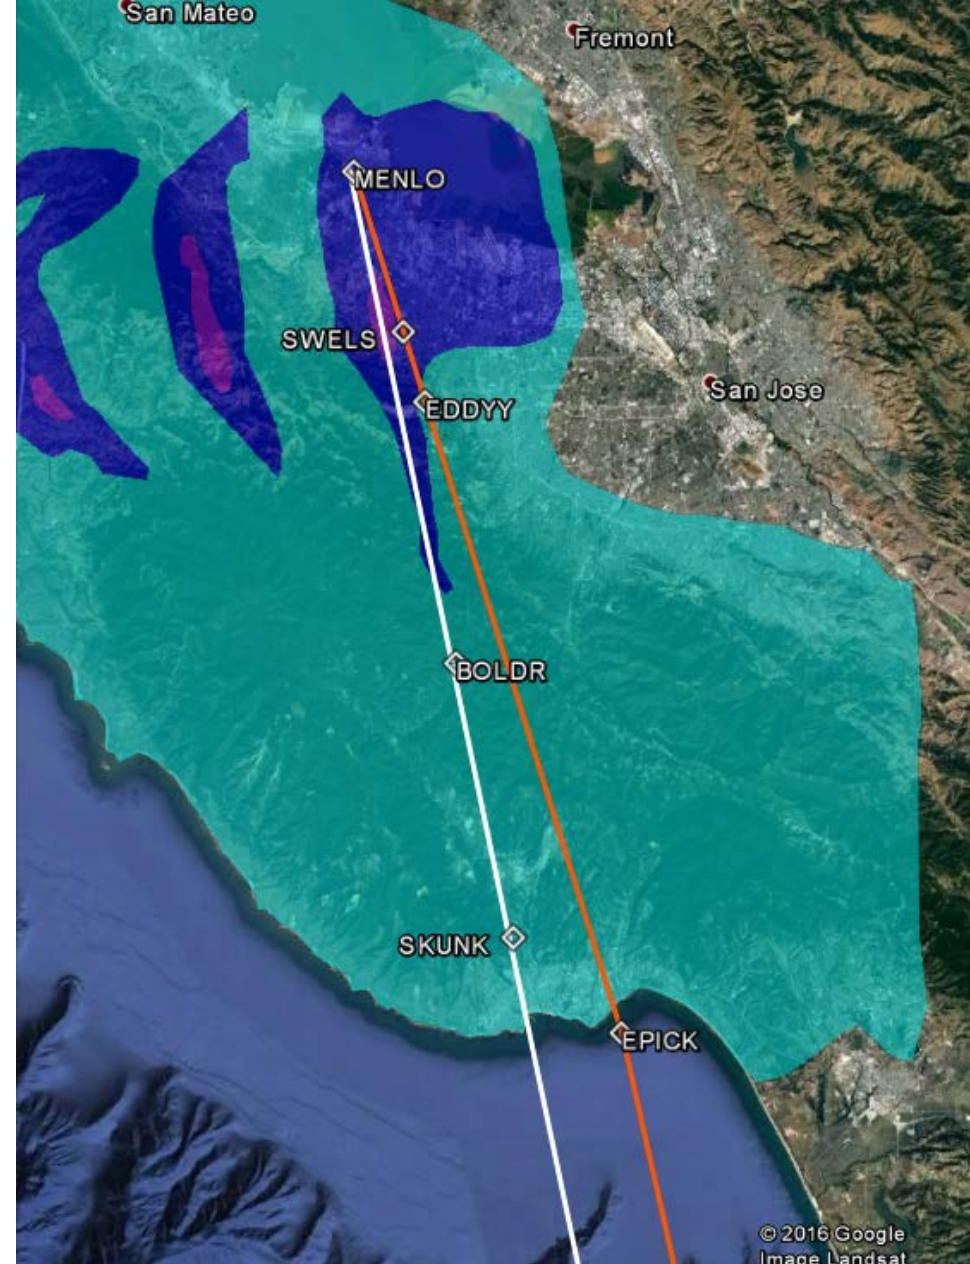 San Mateo
Fremont
MENLO
SWELS
San Jose
EDDYY
BOLDR
SKUNK
EPICK
© 2016 Google
Image Landsat